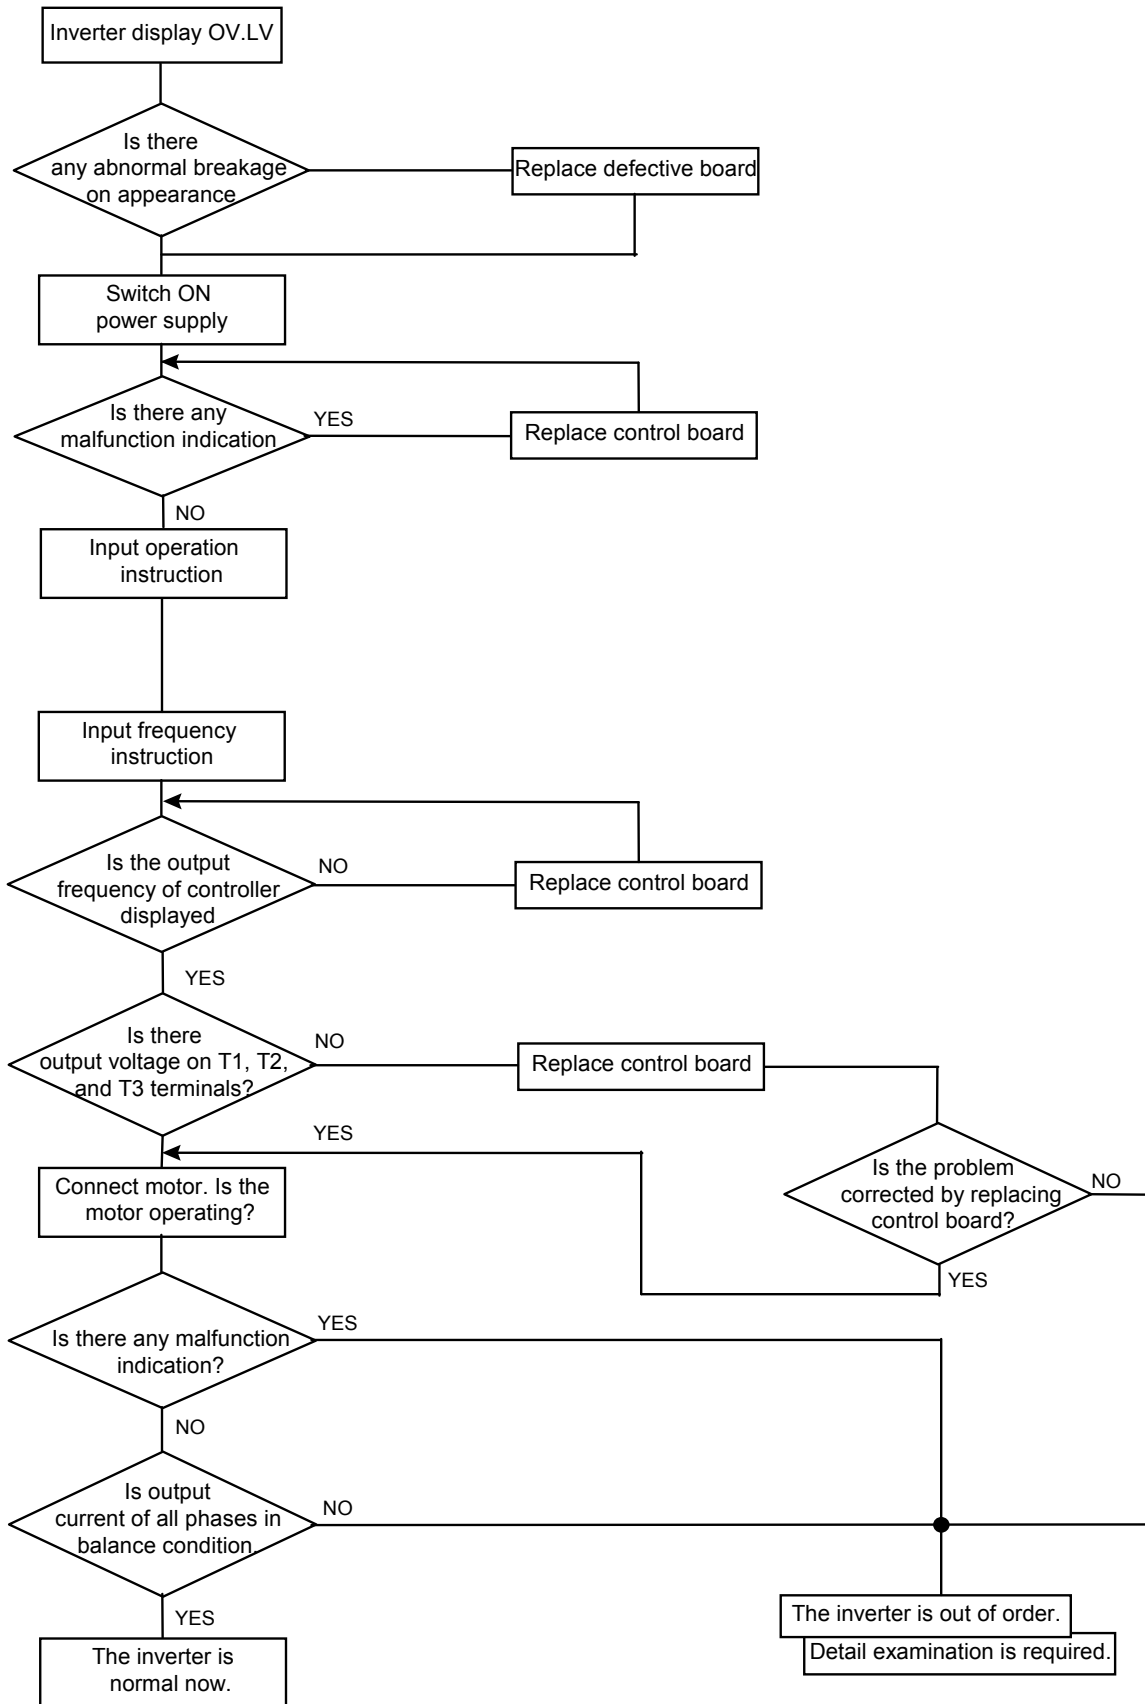 Inverter display OV.LV
Is there
any abnormal breakage
on appearance
Replace defective board
Switch ON
power supply
Is there any
malfunction indication
YES
Replace control board
NO
Input operation
instruction
Input frequency
instruction
Is the output
frequency of controller
displayed
NO
Replace control board
YES
Is there
output voltage on T1, T2,
and T3 terminals?
NO
Replace control board
YES
Connect motor. Is the
motor operating?
Is the problem
corrected by replacing
control board?
NO
YES
Is there any malfunction
indication?
YES
NO
Is output
current of all phases in
balance condition.
NO
YES
The inverter is
normal now.
The inverter is out of order.
Detail examination is required.